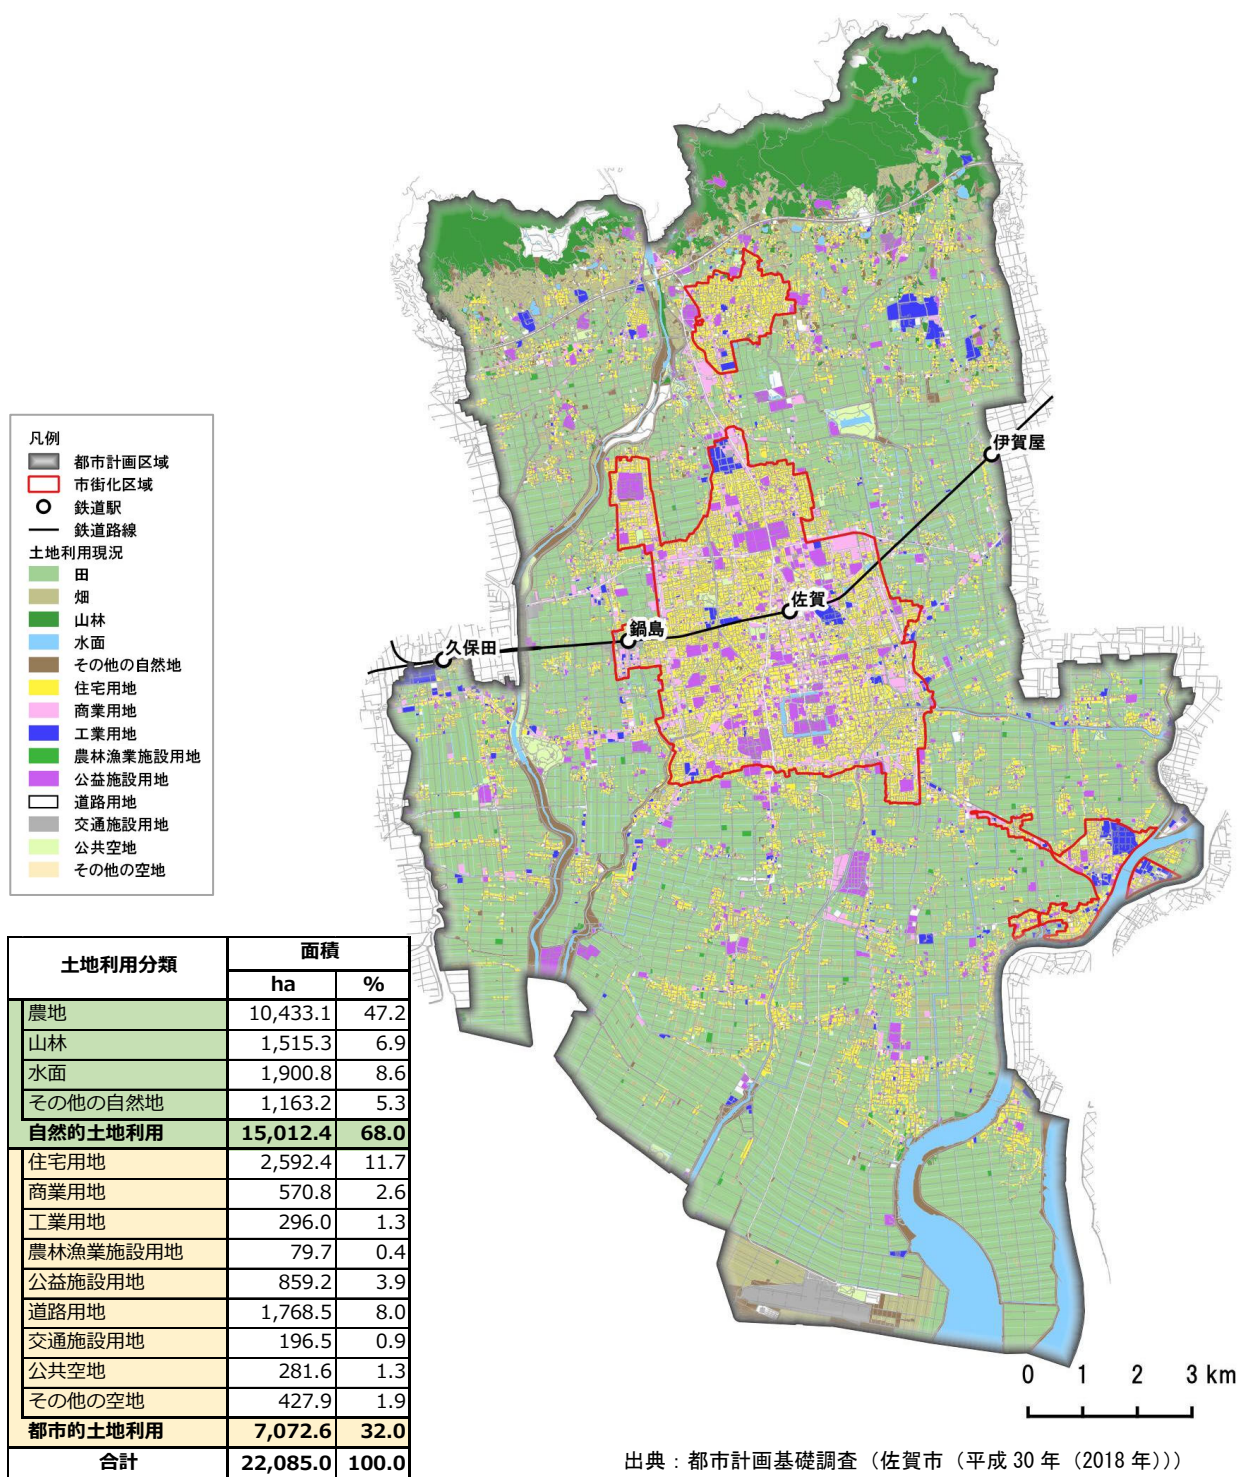 伊賀屋
佐賀
鍋島
久保田
凡例
都市計画区域
市街化区域
鉄道駅
鉄道路線
土地利用現況
田
畑
山林
水面
その他の自然地
住宅用地
商業用地
工業用地
農林漁業施設用地
公益施設用地
道路用地
交通施設用地
公共空地
その他の空地
土地利用分類 面積
ha %
農地 10,433.1 47.2
山林 1,515.3 6.9
水面 1,900.8 8.6
その他の自然地 1,163.2 5.3
自然的土地利用 15,012.4 68.0
住宅用地 2,592.4 11.7
商業用地 570.8 2.6
工業用地 296.0 1.3
農林漁業施設用地 79.7 0.4
公益施設用地 859.2 3.9
道路用地 1,768.5 8.0
交通施設用地 196.5 0.9
公共空地 281.6 1.3
その他の空地 427.9 1.9
都市的土地利用 7,072.6 32.0
合計 22,085.0 100.0
0 1 2 3 km
出典：都市計画基礎調査（佐賀市（平成 30 年（2018 年)））